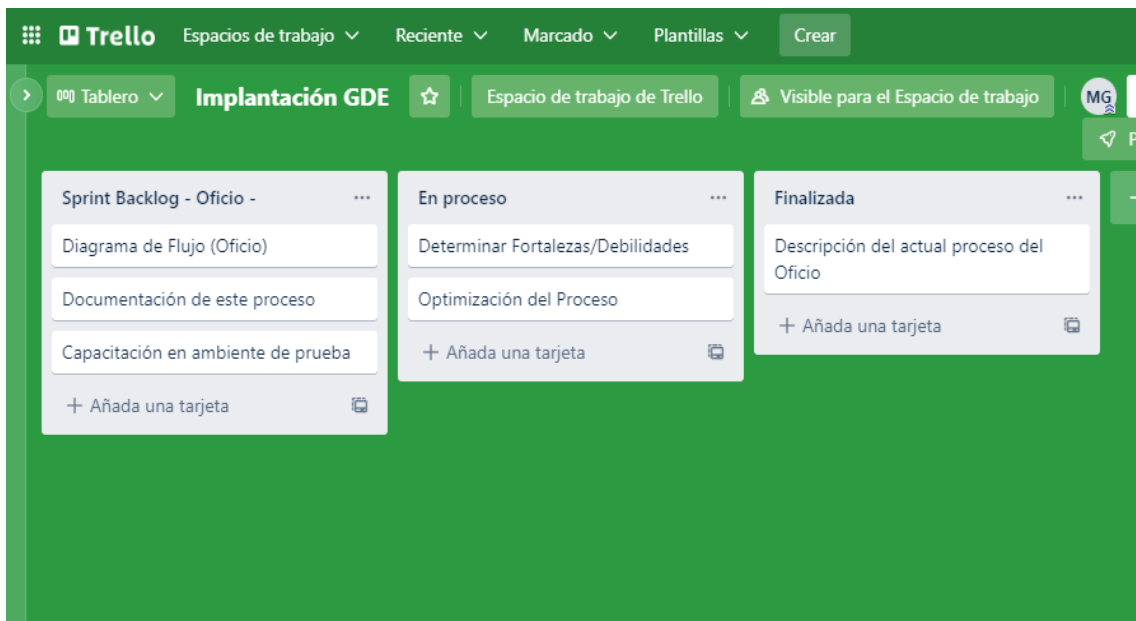 Trello Espacios de trabajo Reciente Marcado Plantillas Crear
Tablero Implantación GDE Espacio de trabajo de Trello Visible para el Espacio de trabajo MG
P
Sprint Backlog - Oficio -
Diagrama de Flujo (Oficio)
Documentación de este proceso
Capacitación en ambiente de prueba
+ Añada una tarjeta
En proceso
Determinar Fortalezas/Debilidades
Optimización del Proceso
+ Añada una tarjeta
Finalizada
Descripción del actual proceso del
Oficio
+ Añada una tarjeta